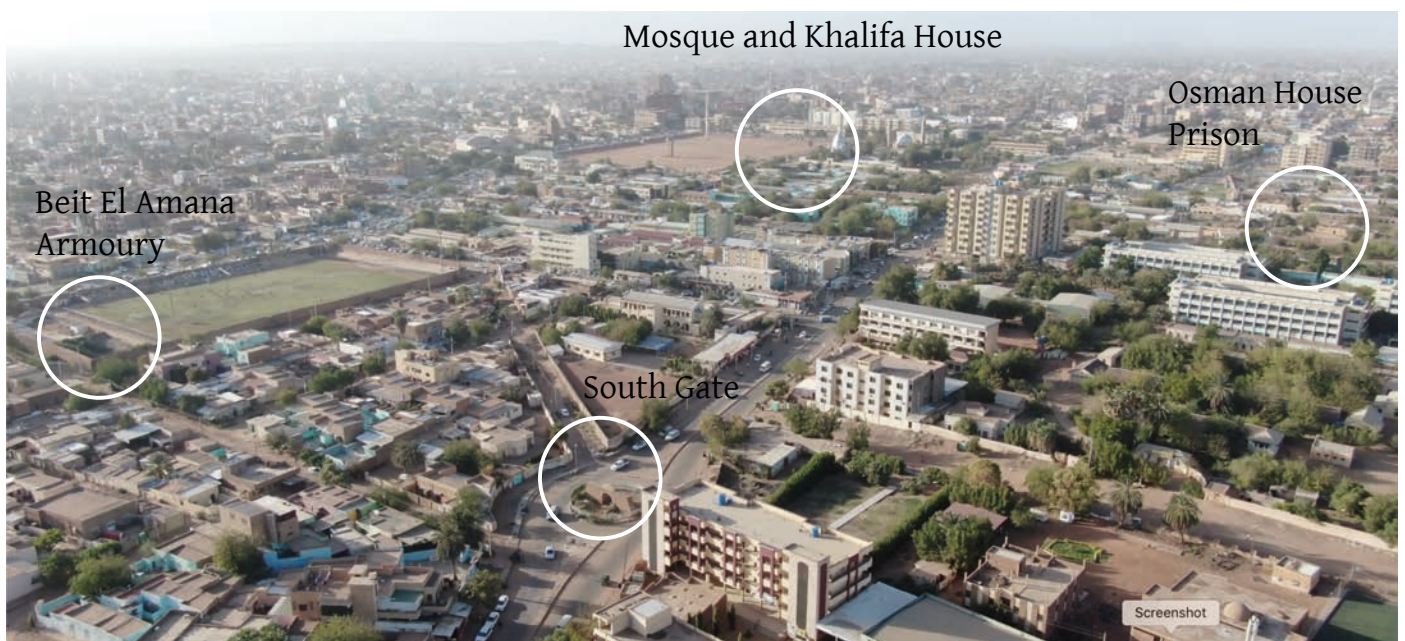 Mosque and Khalifa House
Osman House
Prison
Beit El Amana
Armoury
South Gate
Screenshot